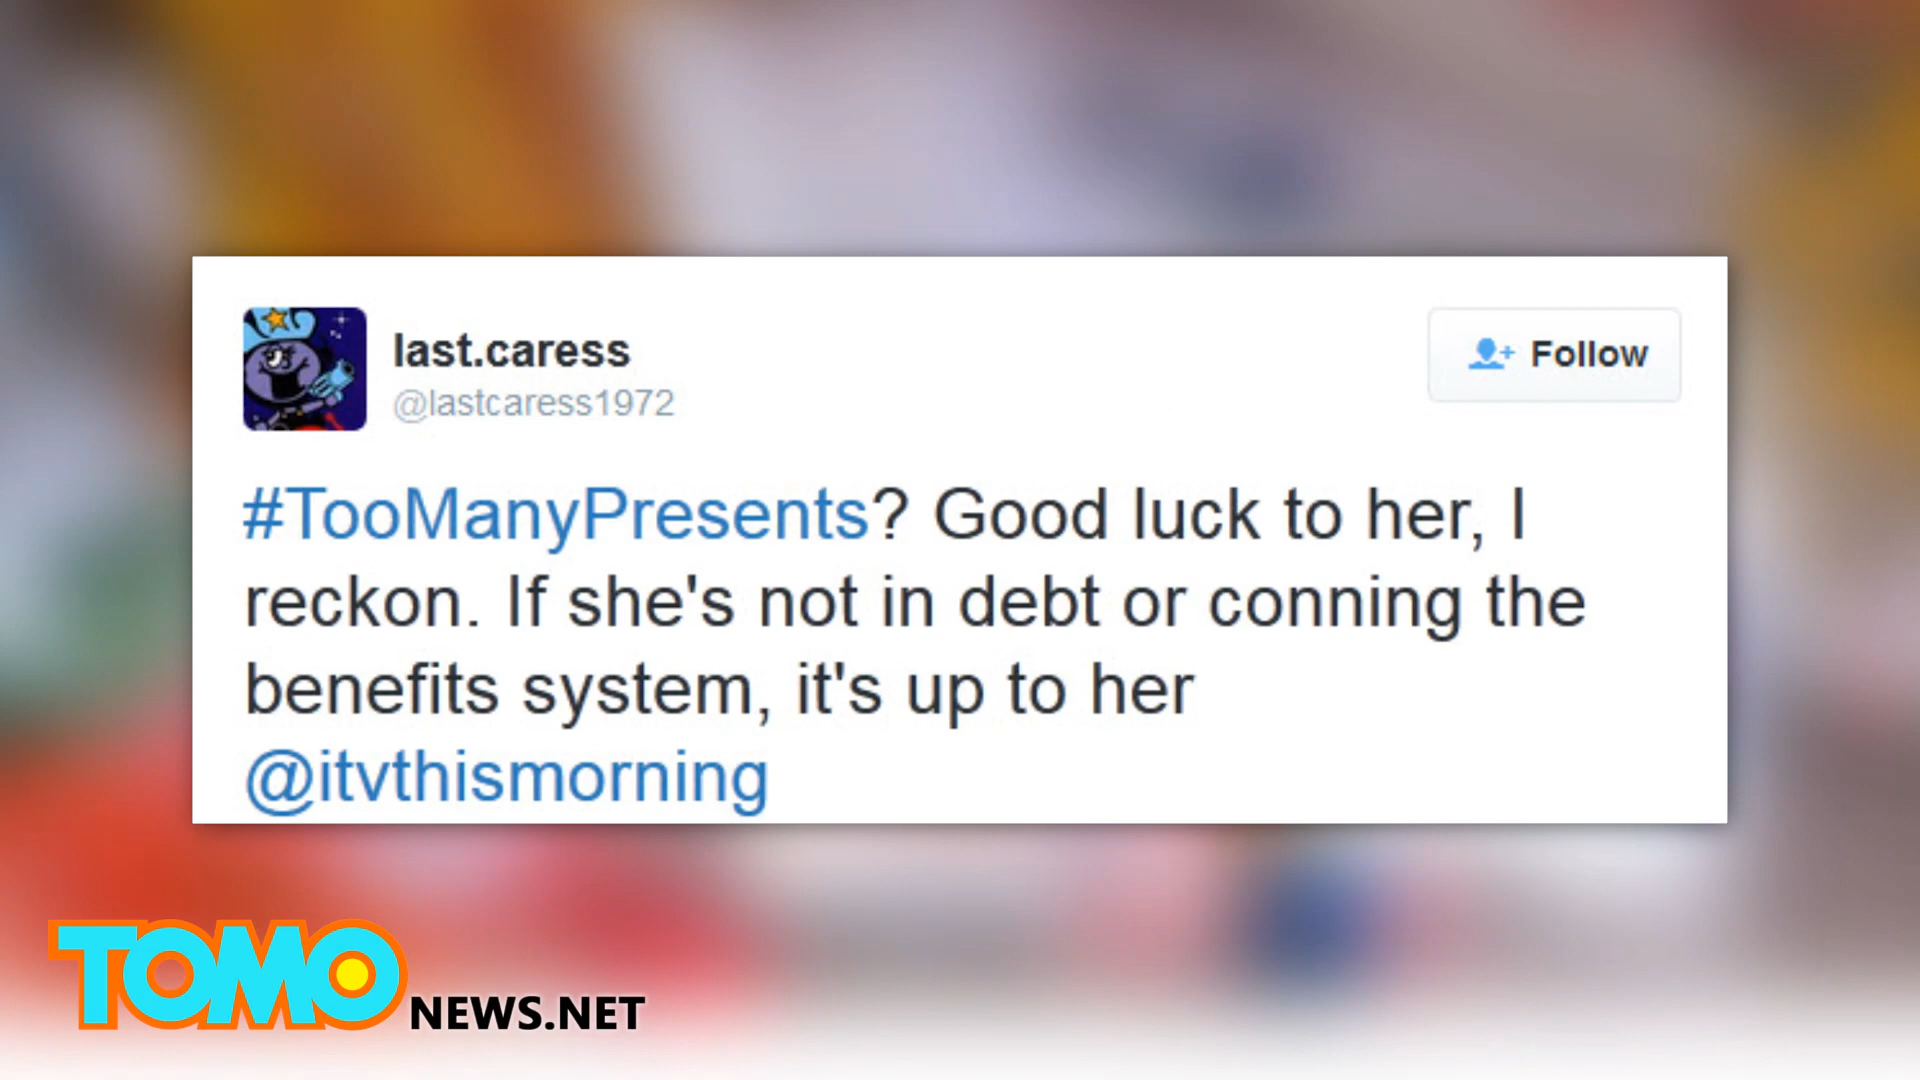 last.caress
@lastcaress1972
Follow
#TooManyPresents? Good luck to her, I
reckon. If she's not in debt or conning the
benefits system, it's up to her
@itvthismorning
TOMO NEWS.NET